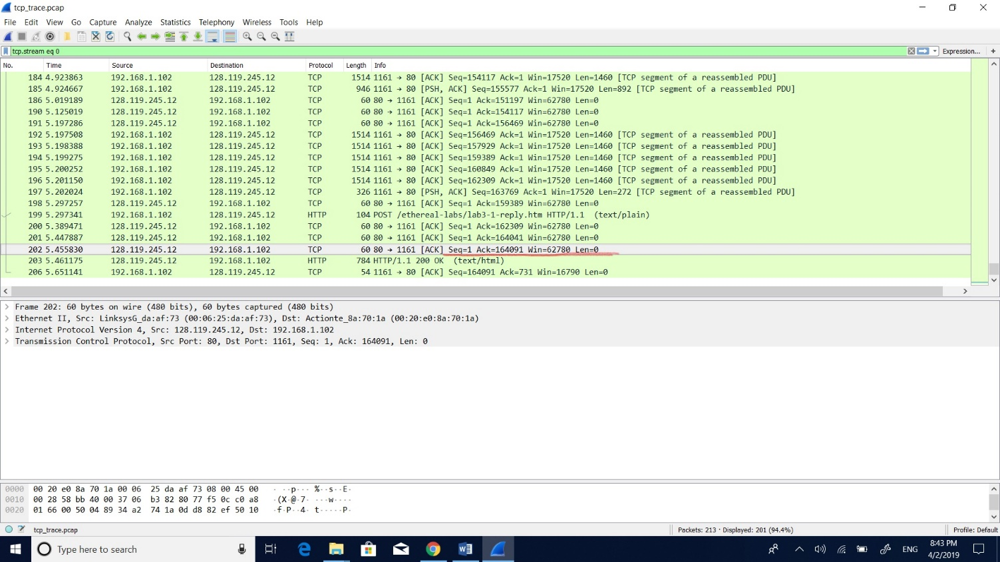 tcp_trace.pcap
File Edit View Go Capture Analyze Statistics Telephony Wireless Tools Help
tcp.stream eq 0 Expression... +
No. Time Source Destination Protocol Length Info
184 4.923863 192.168.1.102 128.119.245.12 TCP 1514 1161 → 80 [ACK] Seq=154117 Ack=1 Win=17520 Len=1460 [TCP segment of a reassembled PDU]
185 4.924667 192.168.1.102 128.119.245.12 TCP 946 1161 → 80 [PSH, ACK] Seq=155577 Ack=1 Win=17520 Len=892 [TCP segment of a reassembled PDU]
186 5.019189 128.119.245.12 192.168.1.102 TCP 60 80 → 1161 [ACK] Seq=1 Ack=151197 Win=62780 Len=0
190 5.125019 128.119.245.12 192.168.1.102 TCP 60 80 → 1161 [ACK] Seq=1 Ack=154117 Win=62780 Len=0
191 5.197286 128.119.245.12 192.168.1.102 TCP 60 80 → 1161 [ACK] Seq=1 Ack=156469 Win=62780 Len=0
192 5.197508 192.168.1.102 128.119.245.12 TCP 1514 1161 → 80 [ACK] Seq=156469 Ack=1 Win=17520 Len=1460 [TCP segment of a reassembled PDU]
193 5.198388 192.168.1.102 128.119.245.12 TCP 1514 1161 → 80 [ACK] Seq=157929 Ack=1 Win=17520 Len=1460 [TCP segment of a reassembled PDU]
194 5.199275 192.168.1.102 128.119.245.12 TCP 1514 1161 → 80 [ACK] Seq=159389 Ack=1 Win=17520 Len=1460 [TCP segment of a reassembled PDU]
195 5.200252 192.168.1.102 128.119.245.12 TCP 1514 1161 → 80 [ACK] Seq=160849 Ack=1 Win=17520 Len=1460 [TCP segment of a reassembled PDU]
196 5.201150 192.168.1.102 128.119.245.12 TCP 1514 1161 → 80 [ACK] Seq=162309 Ack=1 Win=17520 Len=1460 [TCP segment of a reassembled PDU]
197 5.202024 192.168.1.102 128.119.245.12 TCP 326 1161 → 80 [PSH, ACK] Seq=163769 Ack=1 Win=17520 Len=272 [TCP segment of a reassembled PDU]
198 5.297257 128.119.245.12 192.168.1.102 TCP 60 80 → 1161 [ACK] Seq=1 Ack=159389 Win=62780 Len=0
199 5.297341 192.168.1.102 128.119.245.12 HTTP 104 POST /ethereal-labs/lab3-1-reply.htm HTTP/1.1 (text/plain)
200 5.389471 128.119.245.12 192.168.1.102 TCP 60 80 → 1161 [ACK] Seq=1 Ack=162309 Win=62780 Len=0
201 5.447887 128.119.245.12 192.168.1.102 TCP 60 80 → 1161 [ACK] Seq=1 Ack=164041 Win=62780 Len=0
202 5.455830 128.119.245.12 192.168.1.102 TCP 60 80 → 1161 [ACK] Seq=1 Ack=164091 Win=62780 Len=0
203 5.461175 128.119.245.12 192.168.1.102 HTTP 784 HTTP/1.1 200 OK (text/html)
206 5.651141 192.168.1.102 128.119.245.12 TCP 54 1161 → 80 [ACK] Seq=164091 Ack=731 Win=16790 Len=0
Frame 202: 60 bytes on wire (480 bits), 60 bytes captured (480 bits)
Ethernet II, Src: LinksysG_da:af:73 (00:06:25:da:af:73), Dst: Actionte_8a:70:1a (00:20:e0:8a:70:1a)
Internet Protocol Version 4, Src: 128.119.245.12, Dst: 192.168.1.102
Transmission Control Protocol, Src Port: 80, Dst Port: 1161, Seq: 1, Ack: 164091, Len: 0
0000 00 20 e0 8a 70 1a 00 06 25 da af 73 08 00 45 00 · ··p··· %··s··E·
0010 00 28 58 bb 40 00 37 06 b3 82 80 77 f5 0c c0 a8 ·(X·@·7· ···w····
0020 01 66 00 50 04 89 34 a2 74 1a 0d d8 82 ef 50 10 ·f·P··4· t·····P·
tcp_trace.pcap Packets: 213 · Displayed: 201 (94.4%) Profile: Default
Type here to search ENG 8:43 PM
4/2/2019